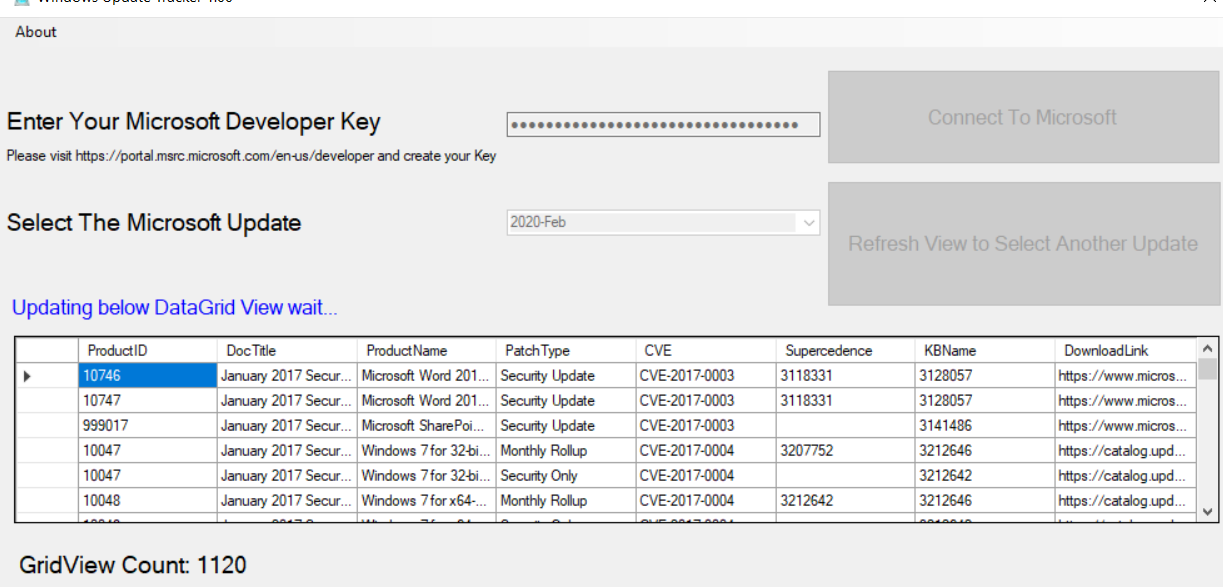 Windows Update Tracker
About
Enter Your Microsoft Developer Key
Connect To Microsoft
Please visit https://portal.msrc.microsoft.com/en-us/developer and create your Key
Select The Microsoft Update
2020-Feb
Refresh View to Select Another Update
Updating below DataGrid View wait...
ProductID DocTitle ProductName PatchType CVE Supercedence KBName DownloadLink
10746 January 2017 Secur... Microsoft Word 201... Security Update CVE-2017-0003 3118331 3128057 https://www.micros...
10747 January 2017 Secur... Microsoft Word 201... Security Update CVE-2017-0003 3118331 3128057 https://www.micros...
999017 January 2017 Secur... Microsoft SharePoi... Security Update CVE-2017-0003 3141486 https://www.micros...
10047 January 2017 Secur... Windows 7 for 32-bi... Monthly Rollup CVE-2017-0004 3207752 3212646 https://catalog.upd...
10047 January 2017 Secur... Windows 7 for 32-bi... Security Only CVE-2017-0004 3212642 https://catalog.upd...
10048 January 2017 Secur... Windows 7 for x64-... Monthly Rollup CVE-2017-0004 3212642 3212646 https://catalog.upd...
GridView Count: 1120